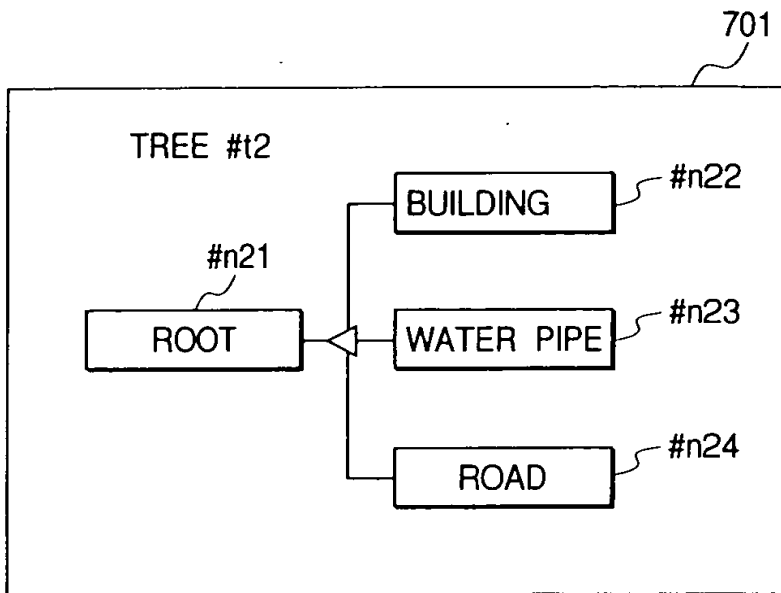 701
TREE #t2
#n22
BUILDING
#n21
#n23
ROOT
WATER PIPE
#n24
ROAD